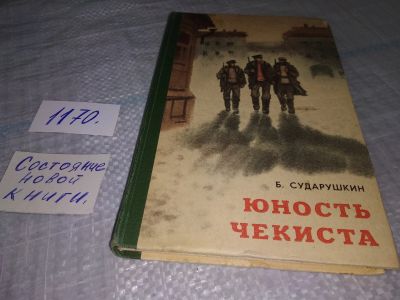 1170.
Состояние
новой
книги.
Б. СУДАРУШКИН
ЮНОСТЬ
ЧЕКИСТА